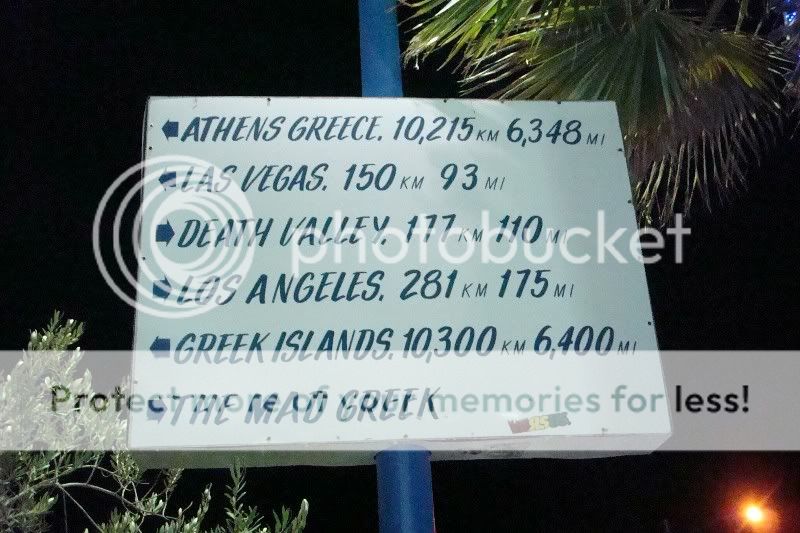 ATHENS GREECE. 10,215 KM 6,348 MI
LAS VEGAS. 150 KM 93 MI
DEATH VALLEY. 177 KM 110 MI
LOS ANGELES. 281 KM 175 MI
GREEK ISLANDS. 10,300 KM 6,400 MI
THE MAD GREEK
photobucket
Protect more of your memories for less!